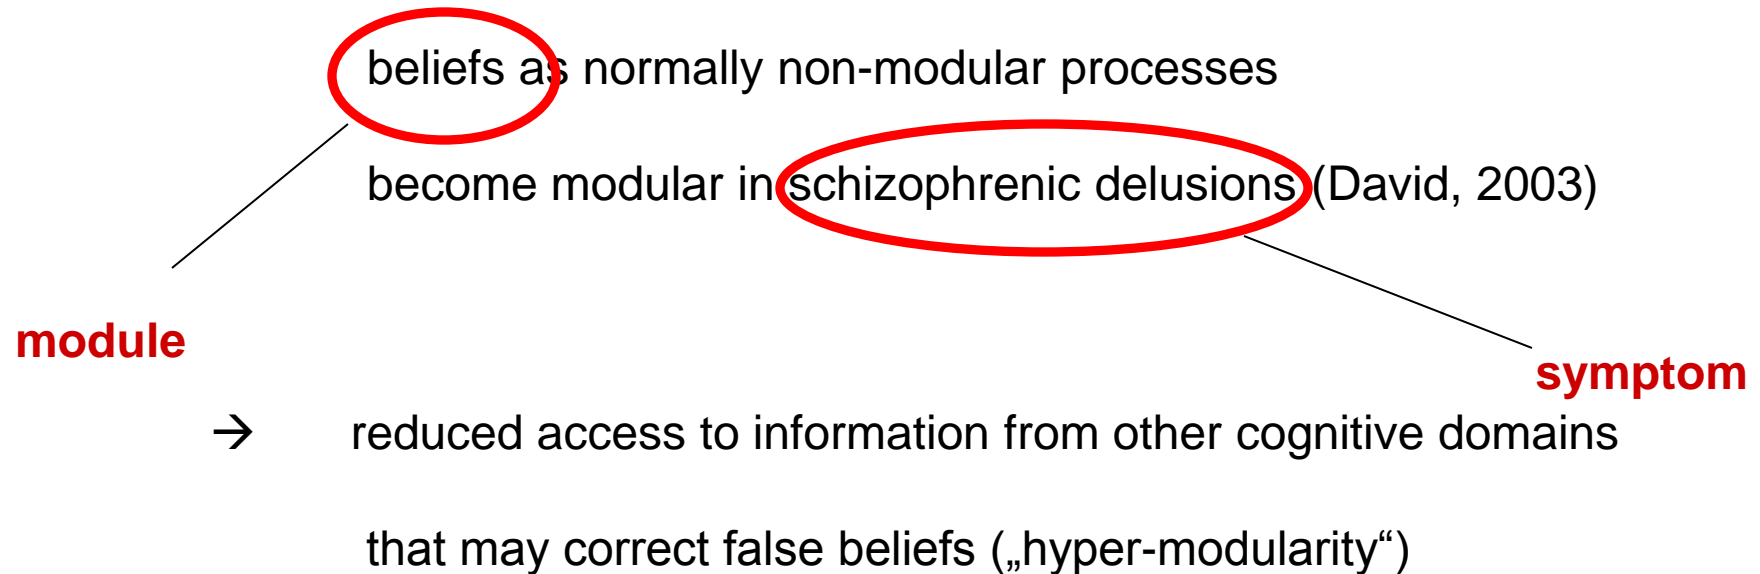 beliefs as normally non-modular processes
become modular in schizophrenic delusions (David, 2003)
module
symptom
→ reduced access to information from other cognitive domains
that may correct false beliefs („hyper-modularity“)